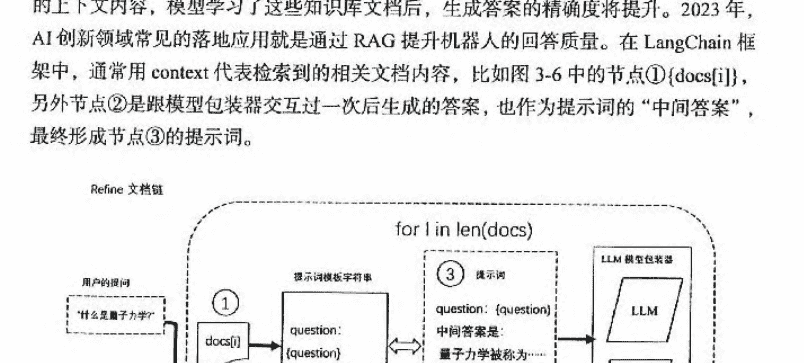 的上下文内容，模型学习了这些知识库文档后，生成答案的精确度将提升。2023 年，
AI 创新领域常见的落地应用就是通过 RAG 提升机器人的回答质量。在 LangChain 框
架中，通常用 context 代表检索到的相关文档内容，比如图 3-6 中的节点①{docs[i]}，
另外节点②是跟模型包装器交互过一次后生成的答案，也作为提示词的“中间答案”，
最终形成节点③的提示词。
Refine 文档链
for I in len(docs)
LLM 模型包装器
用户的提问
提示词模板字符串
③ 提示词
"什么是量子力学?"
①
question: {question}
LLM
docs[i]
question:
中间答案是:
{question}
量子力学被称为……